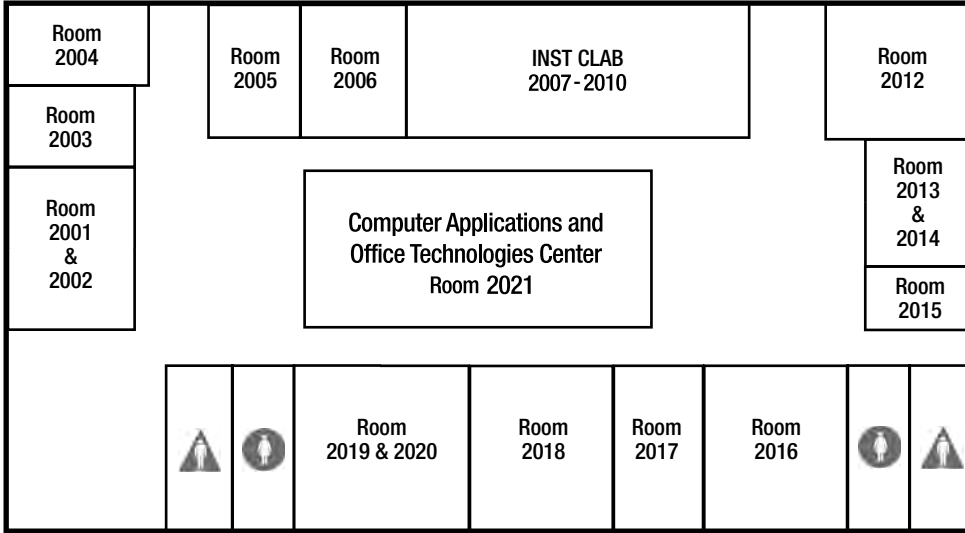 Room
2004
Room
2005
Room
2006
INST CLAB
2007-2010
Room
2012
Room
2003
Room
2001
&
2002
Computer Applications and
Office Technologies Center
Room 2021
Room
2013
&
2014
Room
2015
Room
2019 & 2020
Room
2018
Room
2017
Room
2016